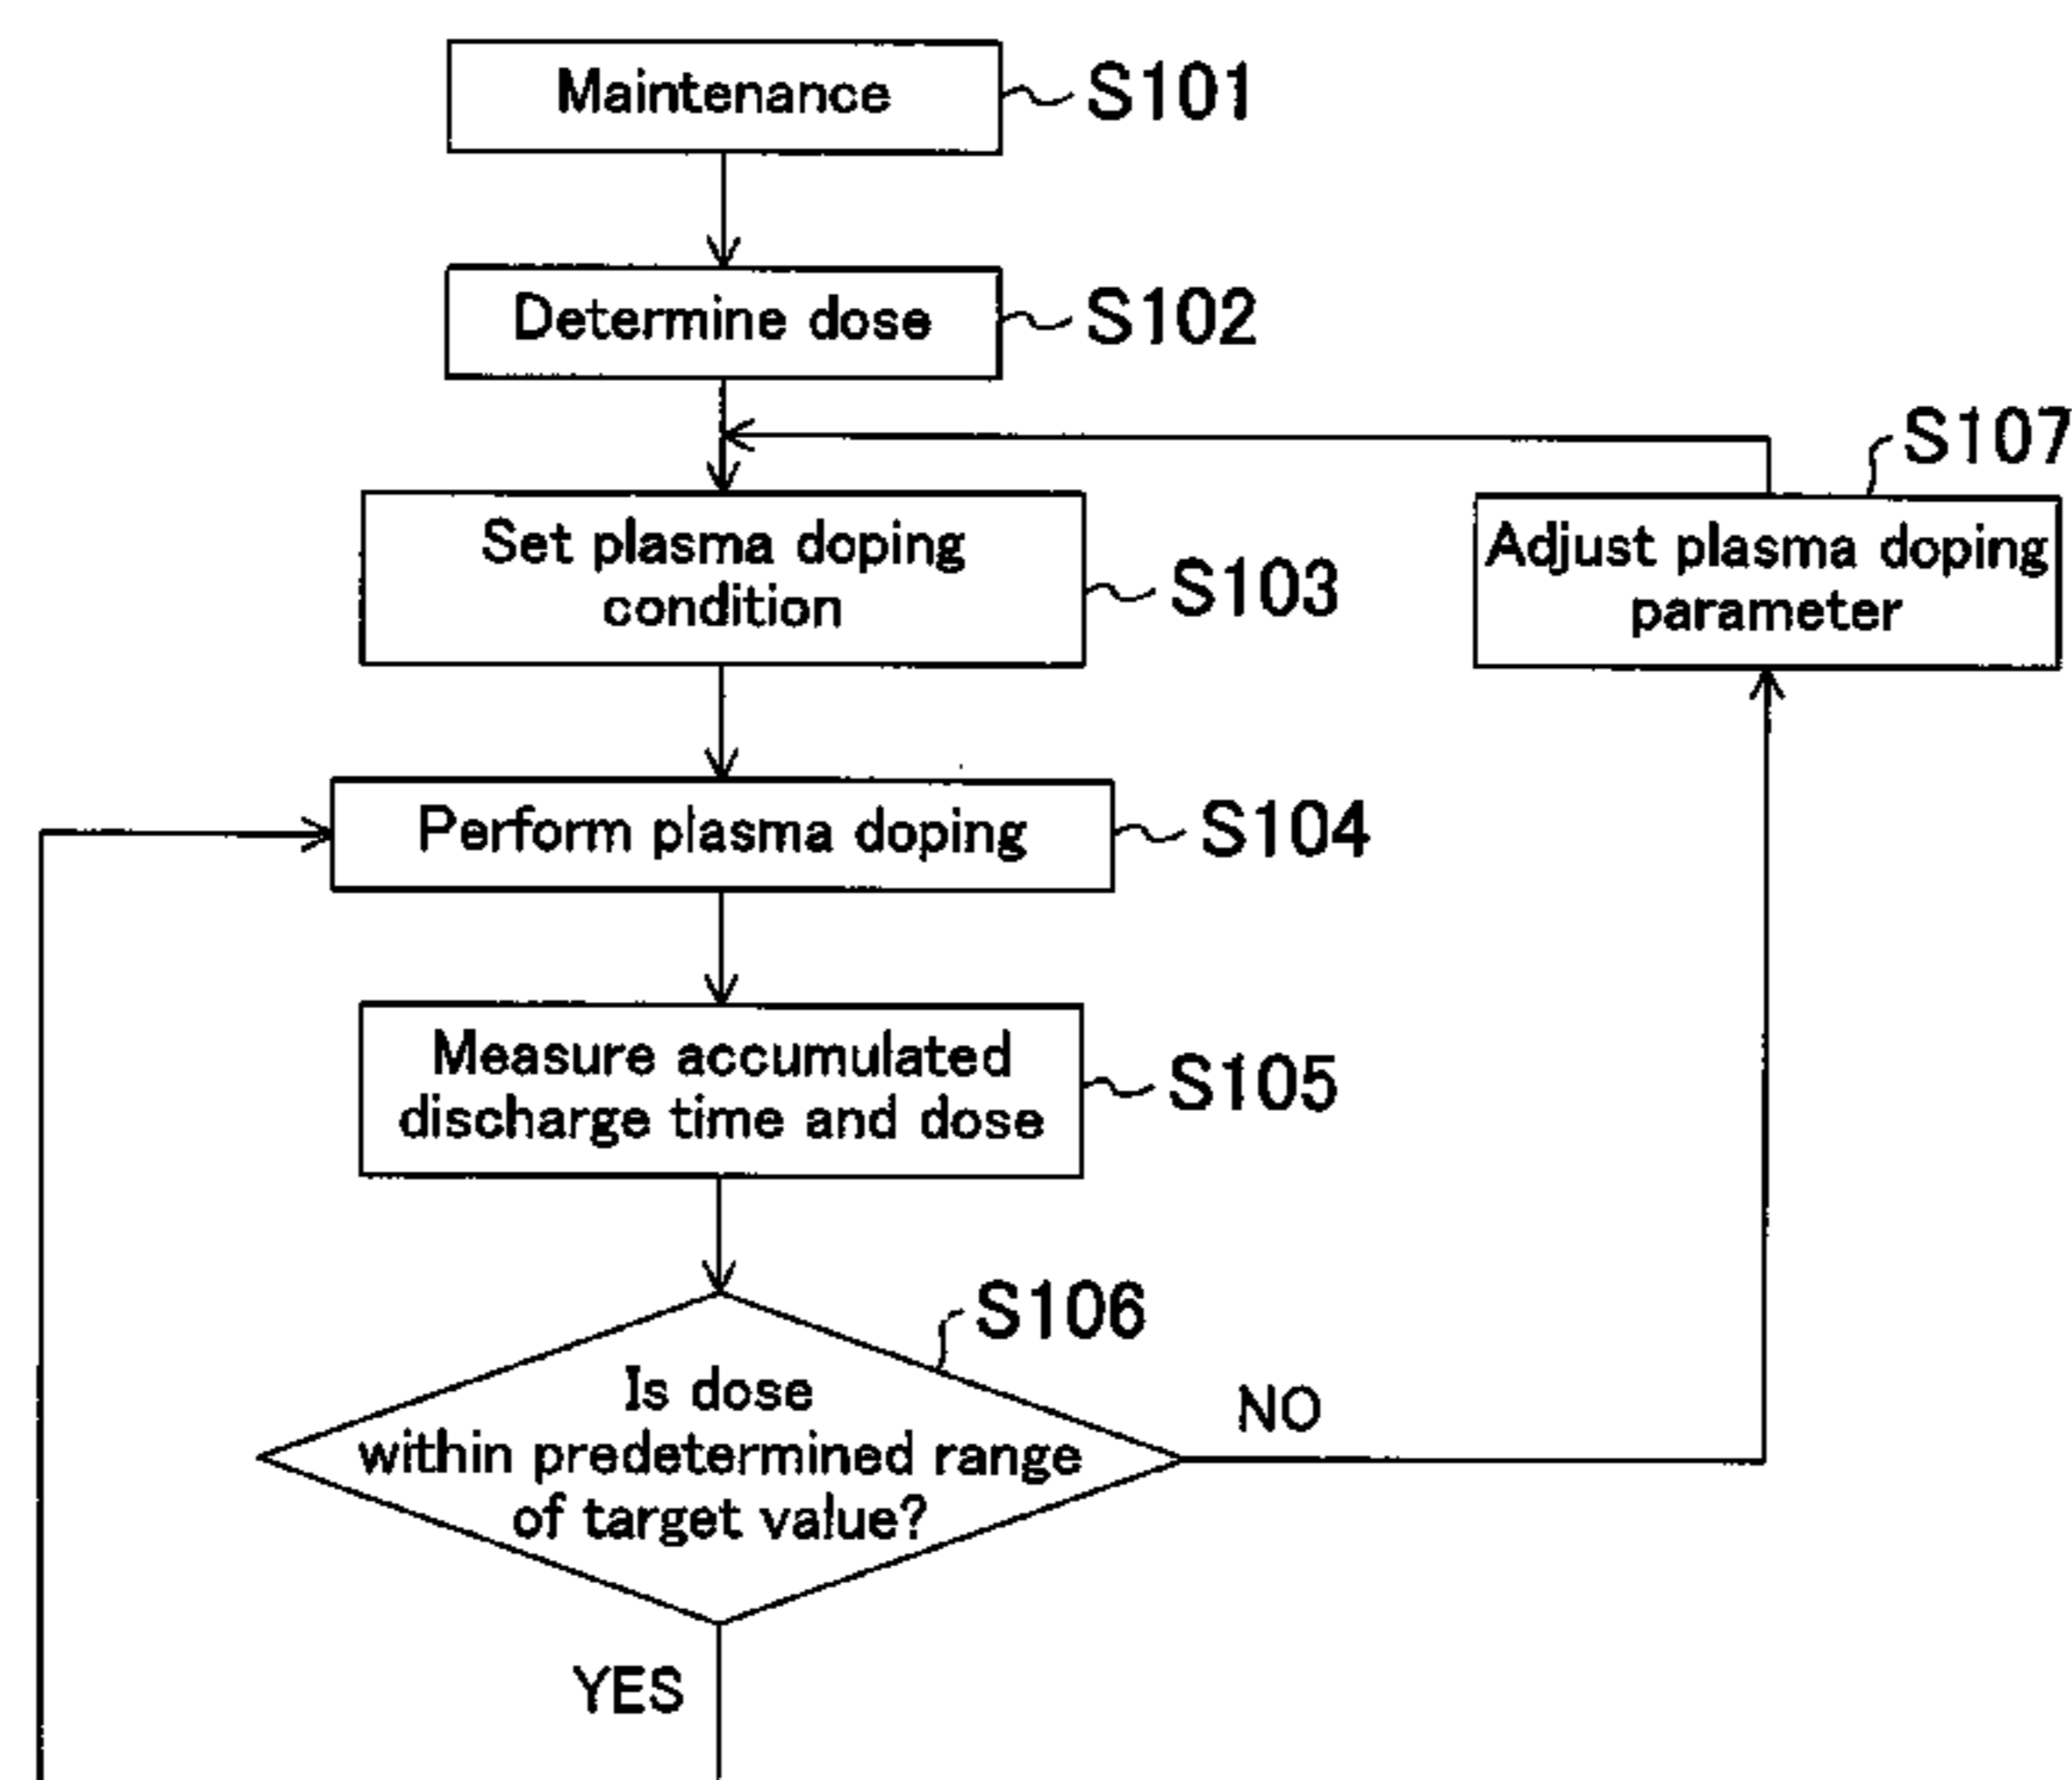 Maintenance
S101
Determine dose
S102
S107
Set plasma doping
condition
S103
Adjust plasma doping
parameter
Perform plasma doping
S104
Measure accumulated
discharge time and dose
S105
S106
Is dose
within predetermined range
of target value?
NO
YES